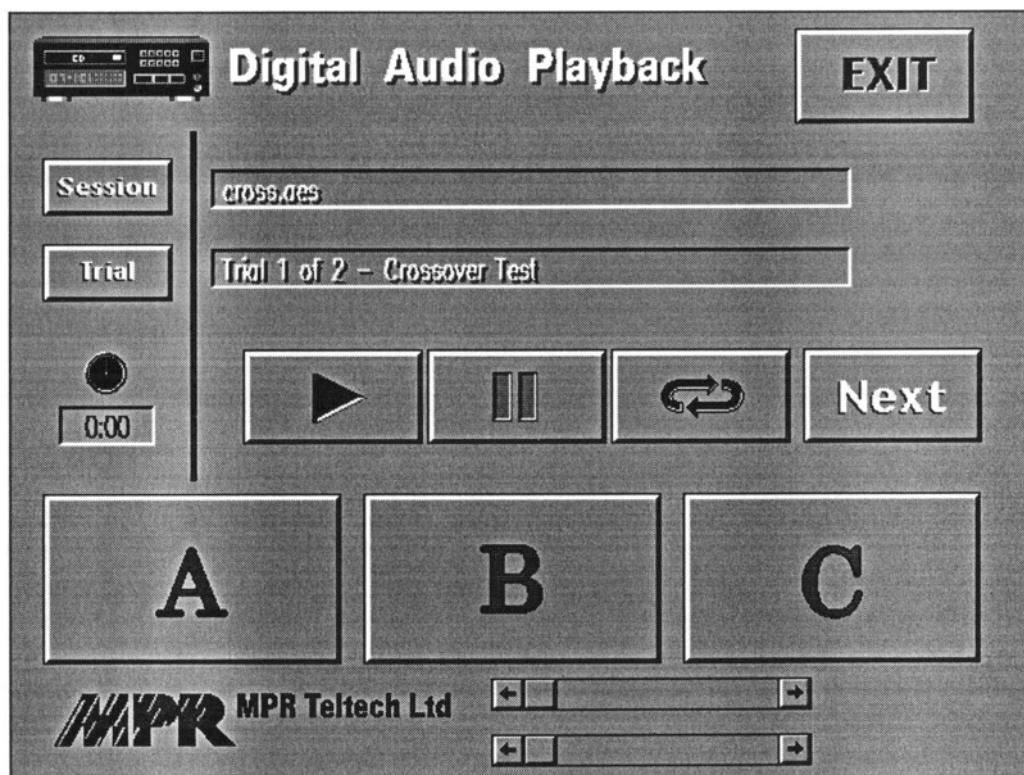 CD
Digital Audio Playback
EXIT
Session
cross.aes
Trial
Trial 1 of 2 – Crossover Test
0:00
Next
A
B
C
MPR
MPR Teltech Ltd